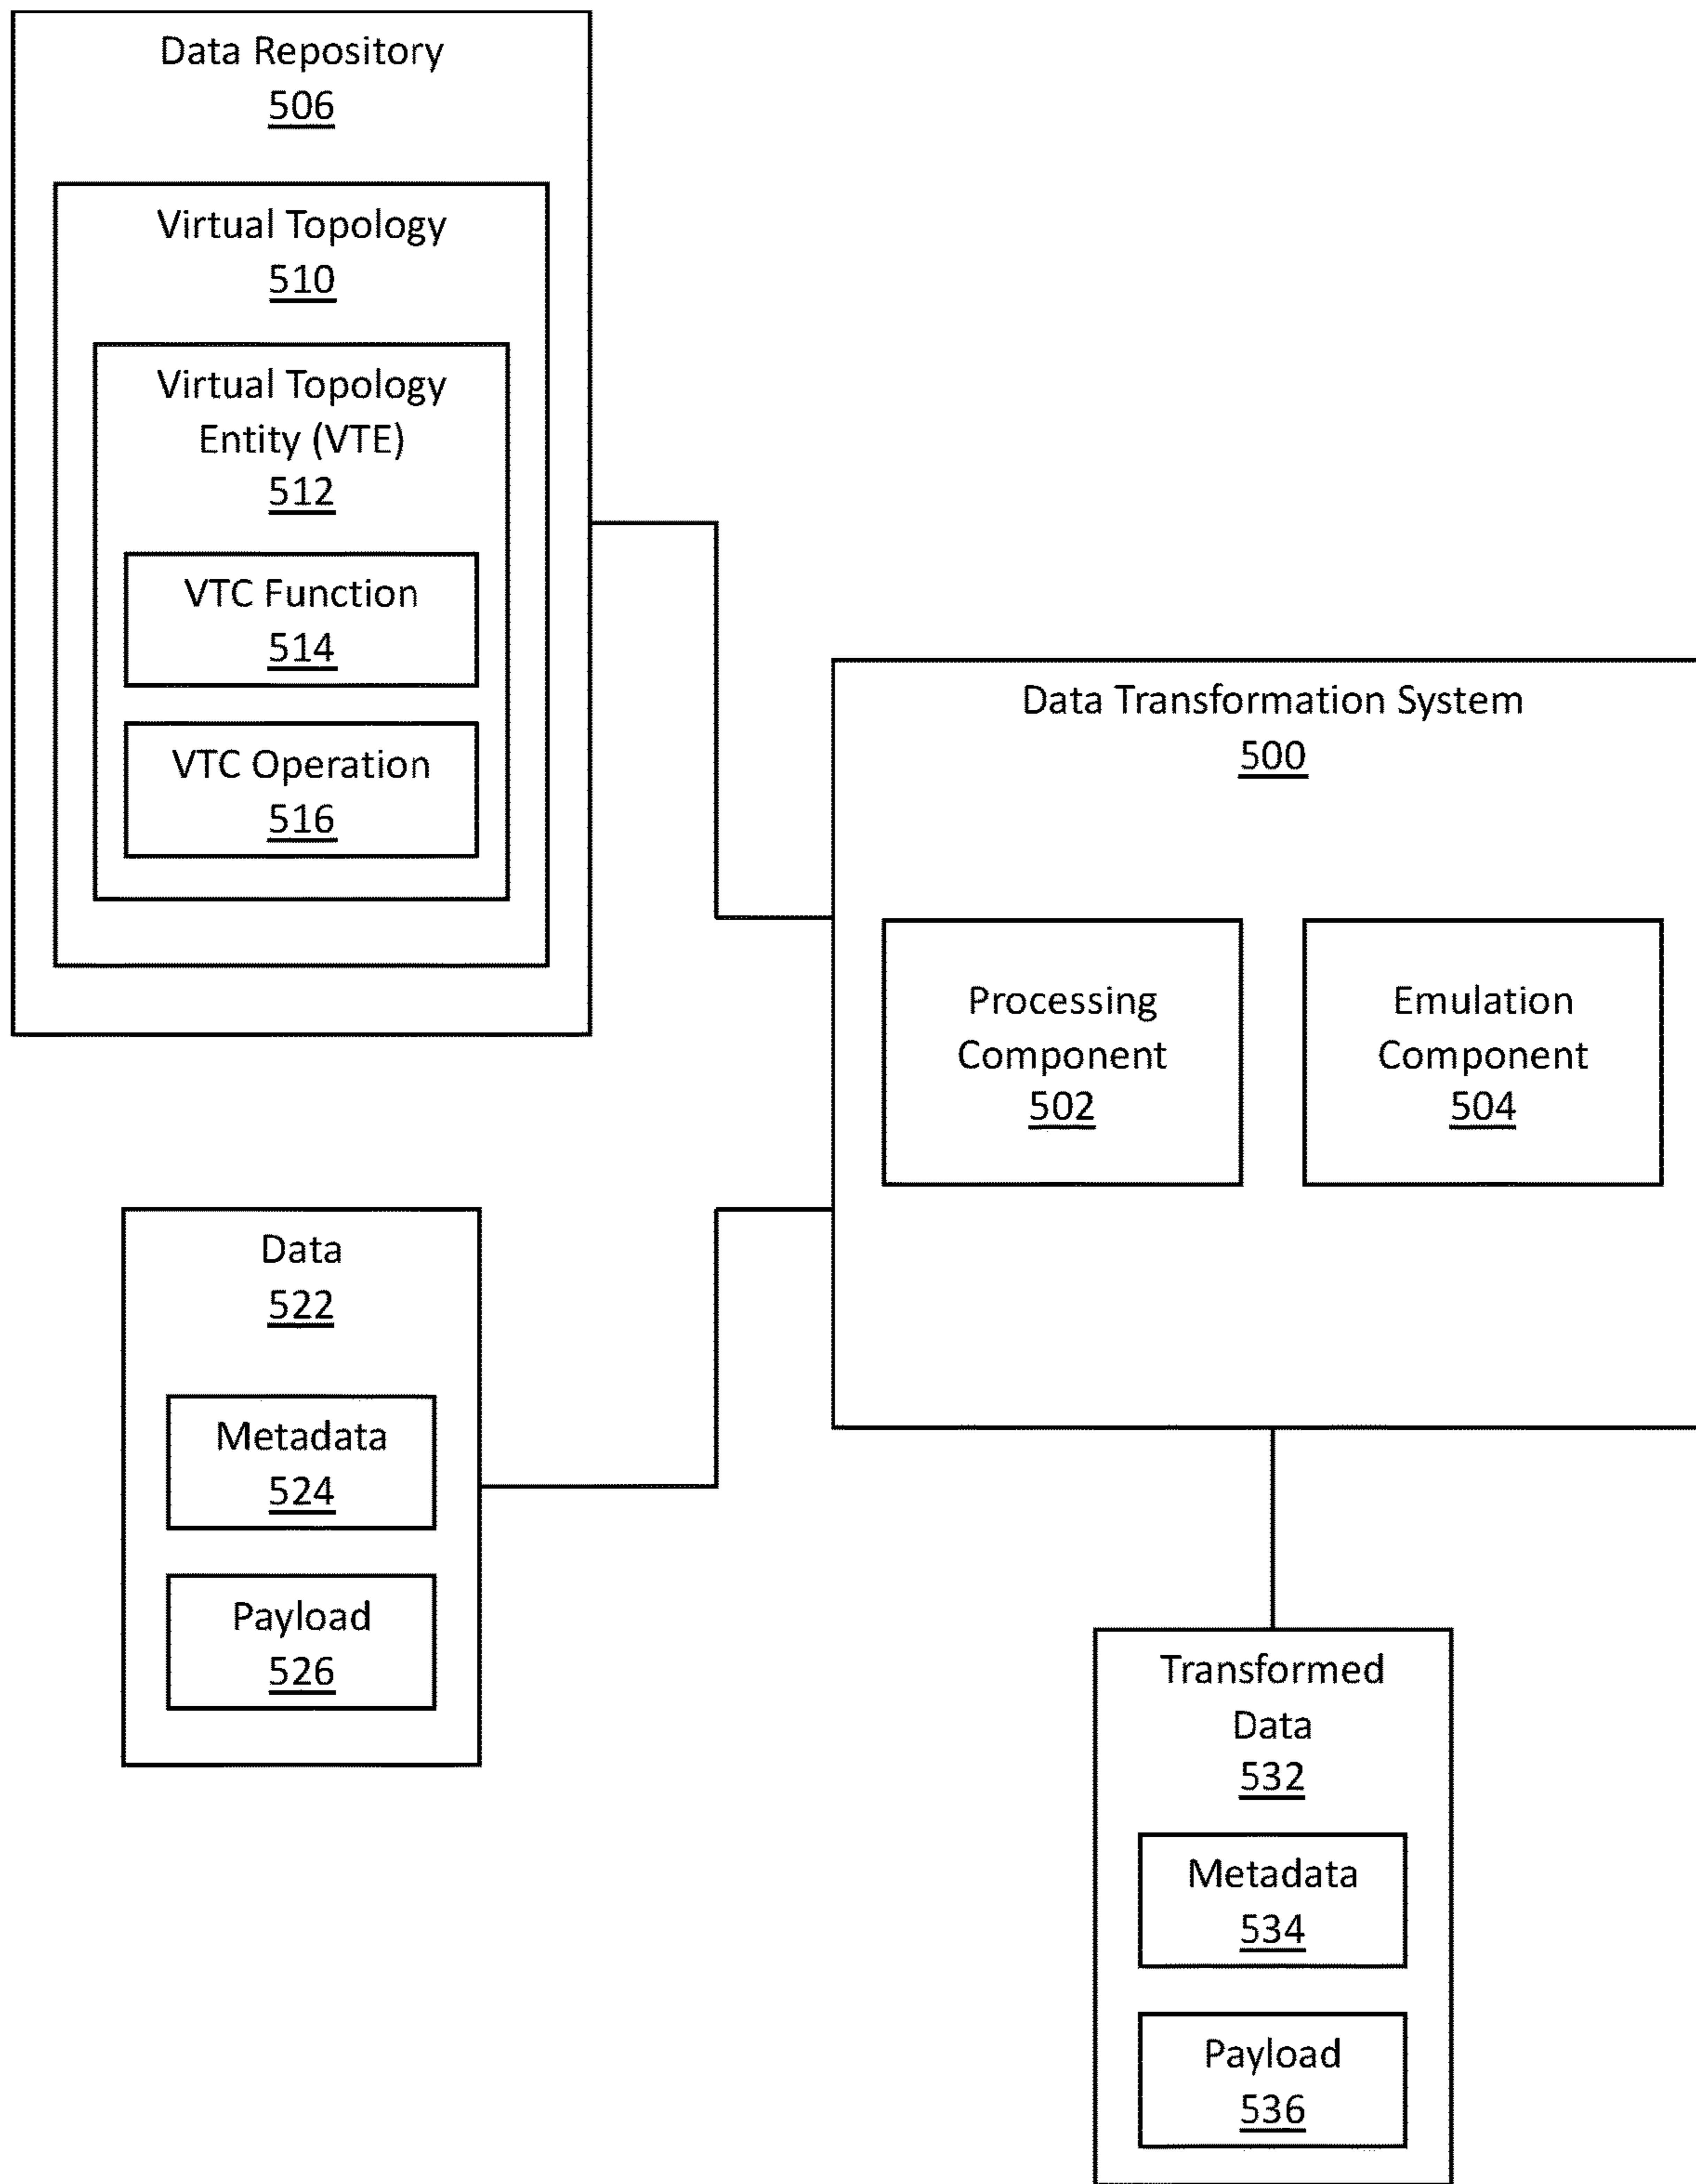 Data Repository
506
Virtual Topology
510
Virtual Topology
Entity (VTE)
512
VTC Function
514
VTC Operation
516
Data Transformation System
500
Processing
Component
502
Emulation
Component
504
Data
522
Metadata
524
Payload
526
Transformed
Data
532
Metadata
534
Payload
536